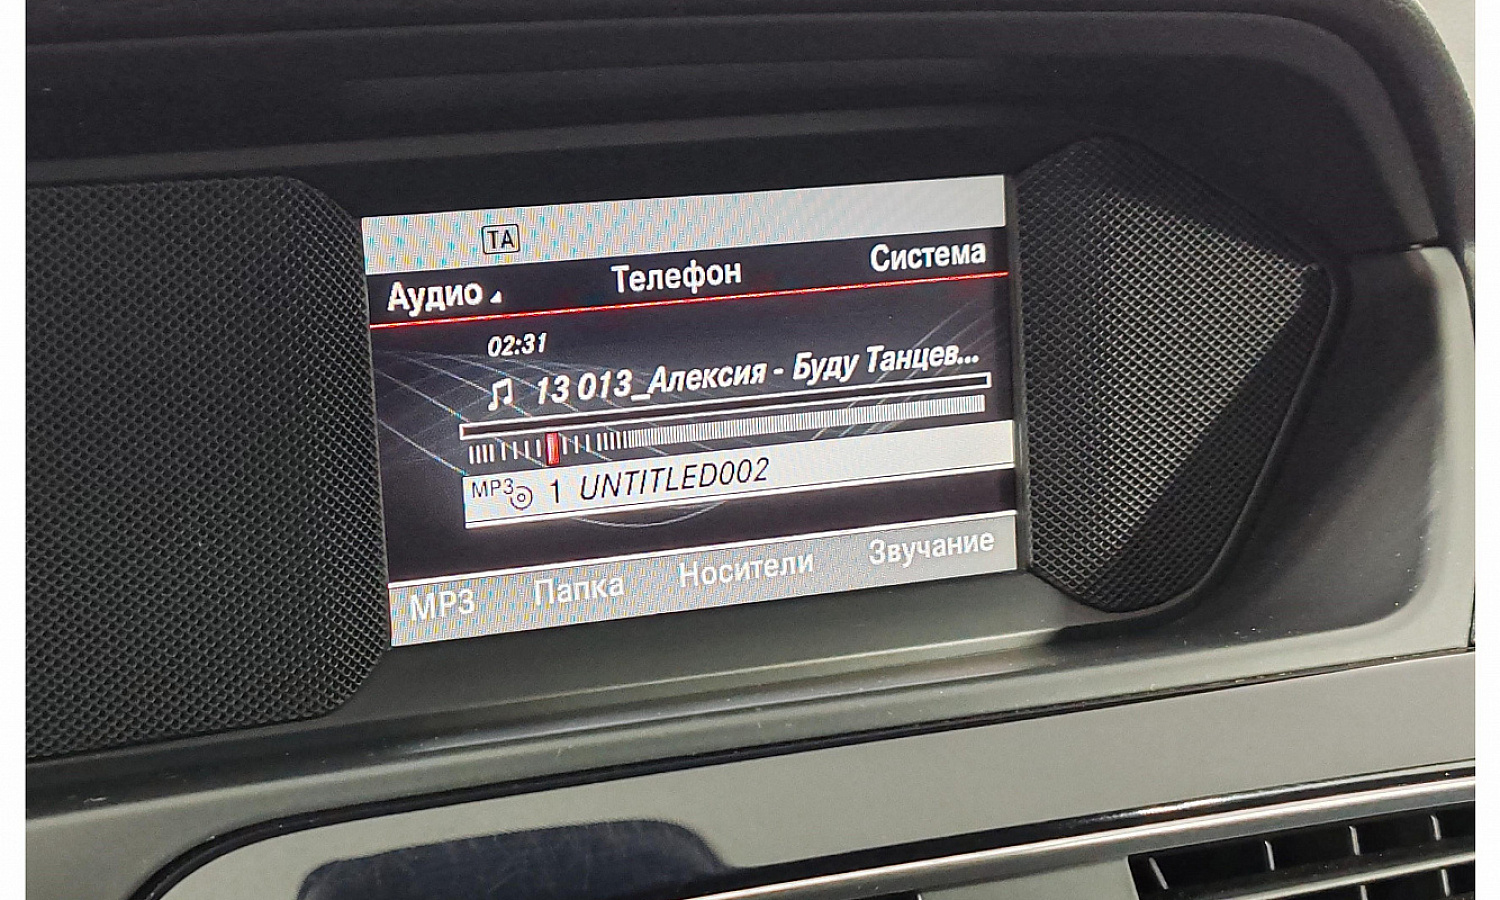 TA
Аудио Телефон Система
02:31
13 013_Алексия - Буду Танцев...
MP3 1 UNTITLED002
MP3 Папка Носители Звучание